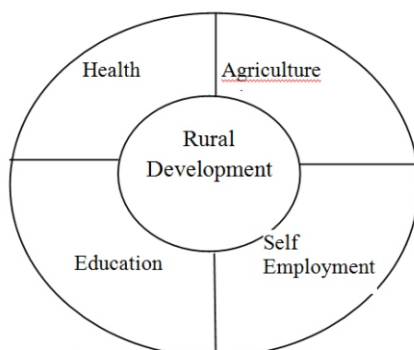 Health
Agriculture
Rural
Development
Education
Self
Employment